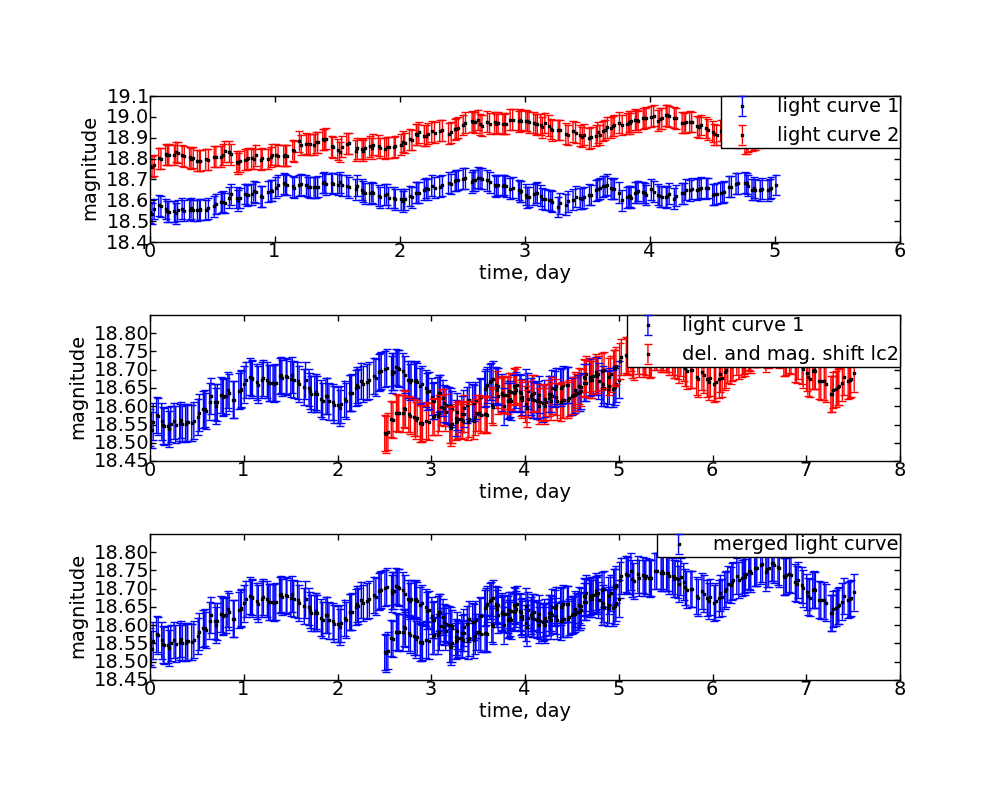 19.1
19.0
18.9
18.8
18.7
18.6
18.5
18.4
magnitude
light curve 1
light curve 2
0 1 2 3 4 5 6
time, day
18.80
18.75
18.70
18.65
18.60
18.55
18.50
18.45
magnitude
light curve 1
del. and mag. shift lc2
0 1 2 3 4 5 6 7 8
time, day
18.80
18.75
18.70
18.65
18.60
18.55
18.50
18.45
magnitude
merged light curve
0 1 2 3 4 5 6 7 8
time, day